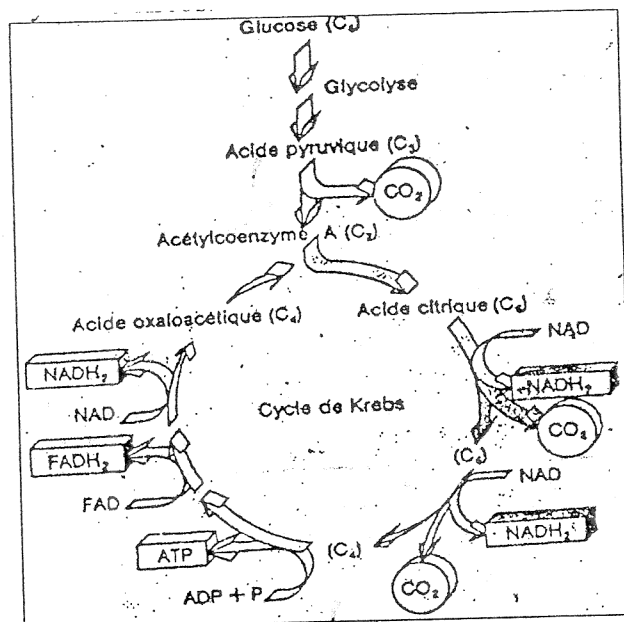 Glucose (C₆)
Glycolyse
Acide pyruvique (C₃)
CO₂
Acétylcoenzyme A (C₂)
Acide oxaloacétique (C₄)
Acide citrique (C₆)
NAD
NADH₂
NADH₂
CO₂
NAD
Cycle de Krebs
FADH₂
NAD
FAD
NADH₂
ATP
(C₄)
CO₂
ADP + P